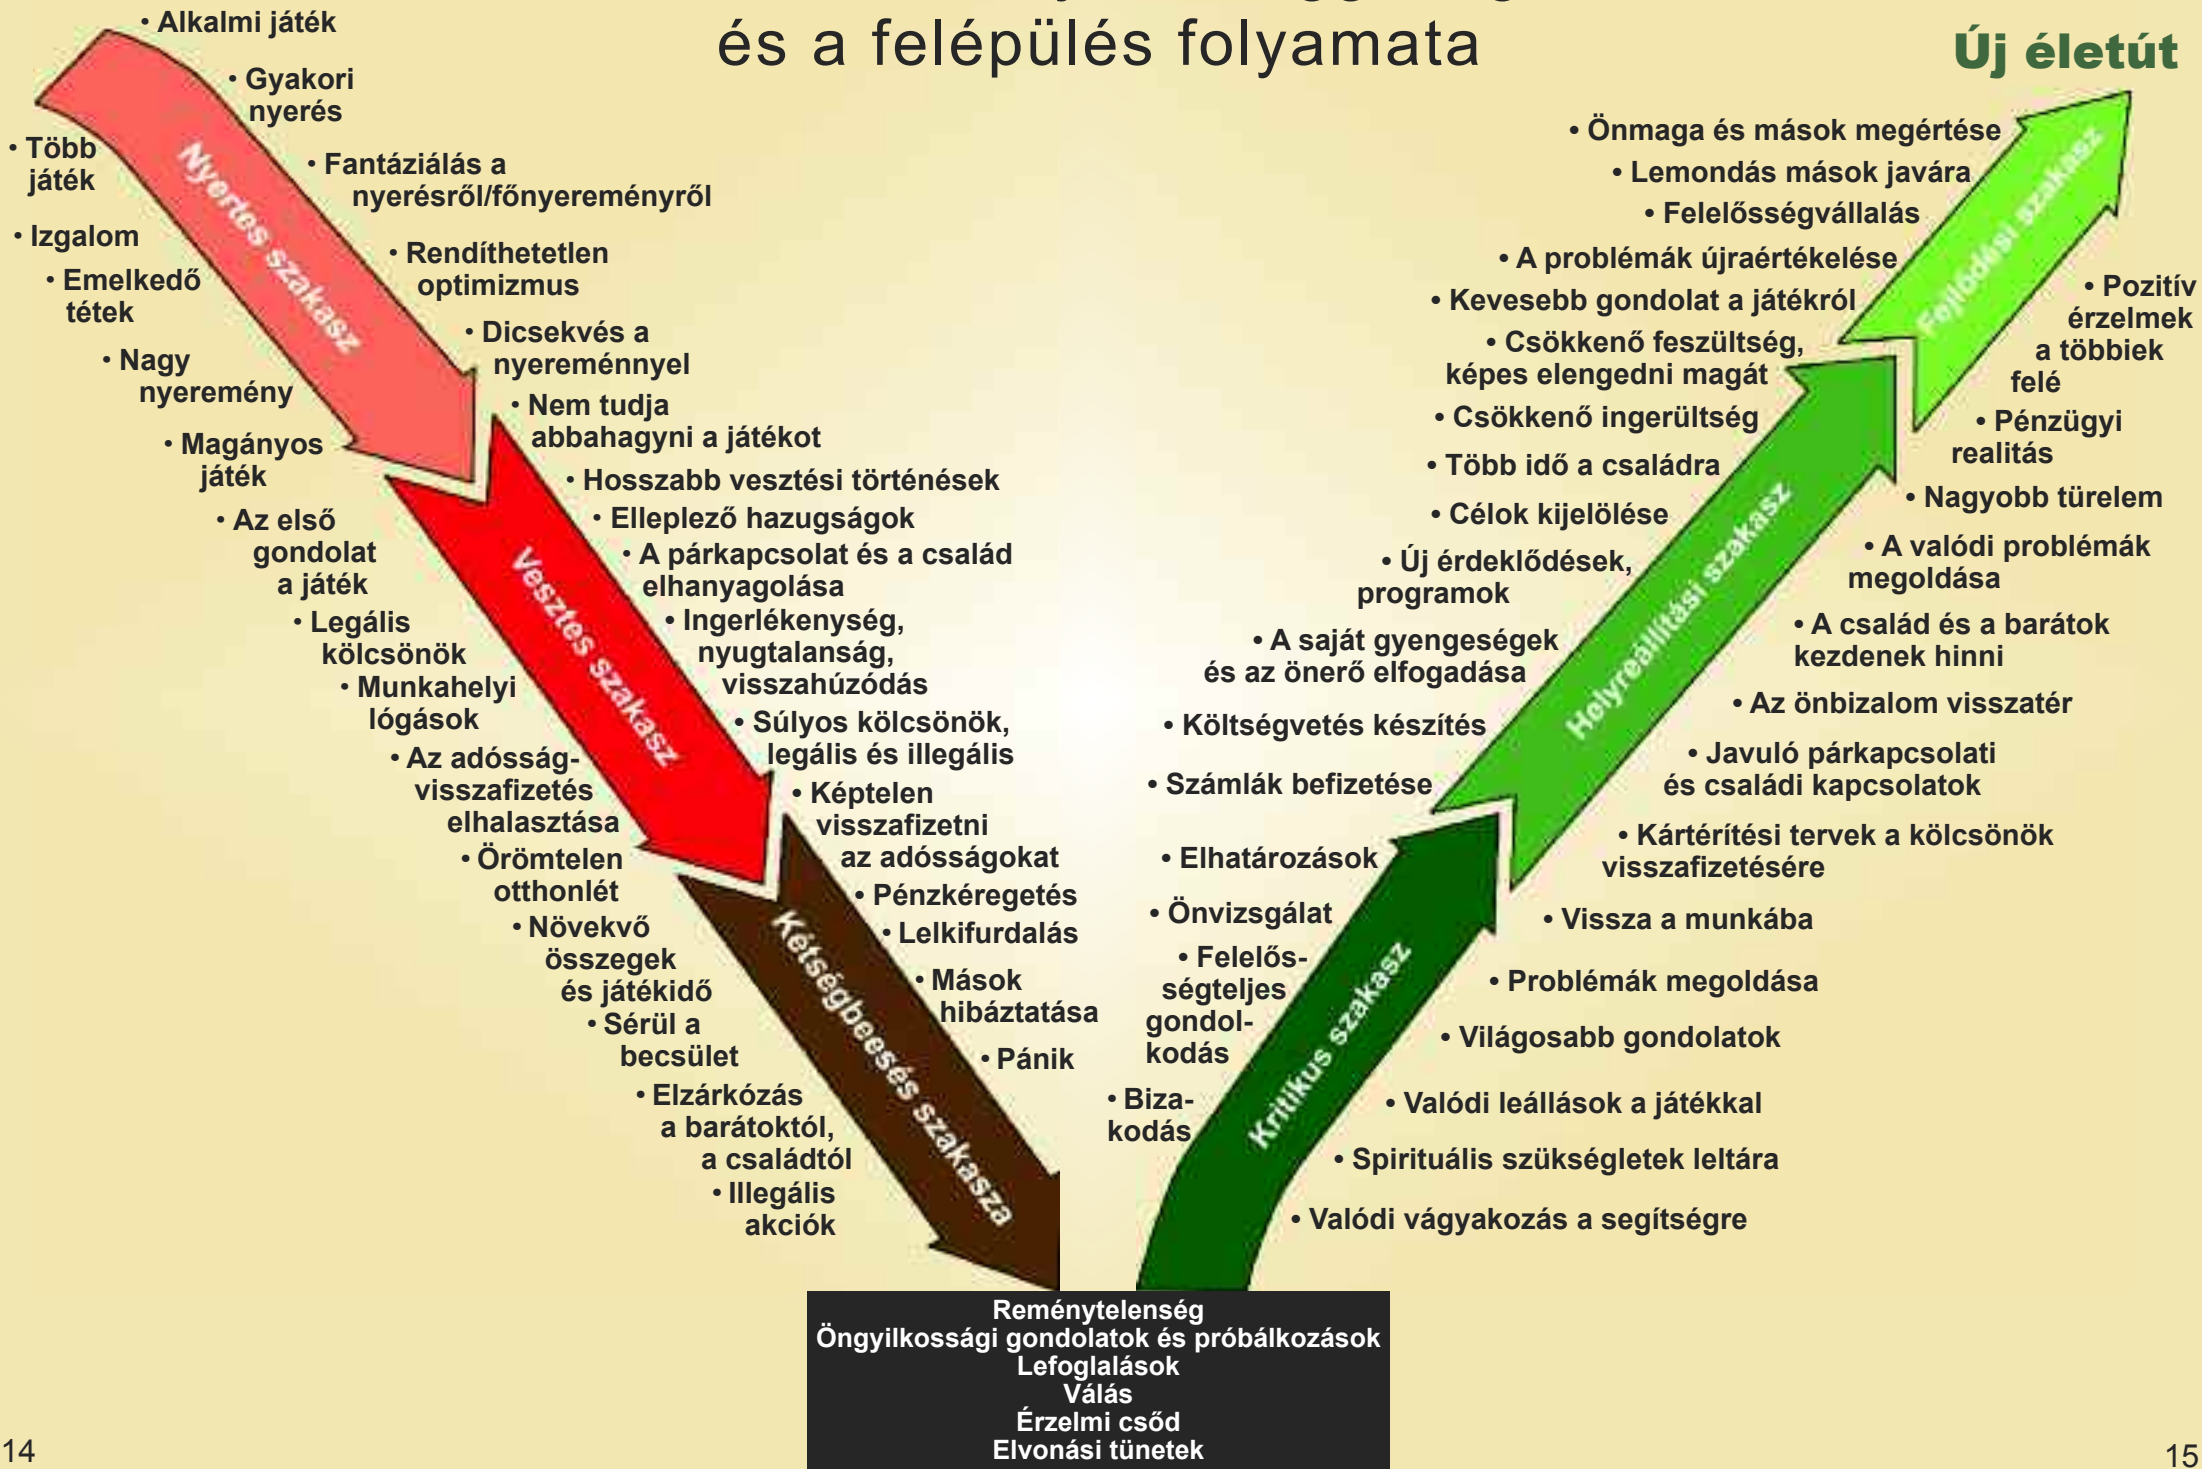 és a felépülés folyamata
Új életút
• Alkalmi játék
• Gyakori
nyerés
• Fantáziálás a
nyerésről/főnyereményről
• Rendíthetetlen
optimizmus
• Dicsekvés a
nyereménnyel
• Nem tudja
abbahagyni a játékot
• Hosszabb vesztési történések
• Elleplező hazugságok
• A párkapcsolat és a család
elhanyagolása
• Ingerlékenység,
nyugtalanság,
visszahúzódás
• Súlyos kölcsönök,
legális és illegális
• Képtelen
visszafizetni
az adósságokat
• Pénzkéregetés
• Lelkifurdalás
• Mások
hibáztatása
• Pánik
Nyertes szakasz
Vesztes szakasz
Kétségbeesés szakasza
• Több
játék
• Izgalom
• Emelkedő
tétek
• Nagy
nyeremény
• Magányos
játék
• Az első
gondolat
a játék
• Legális
kölcsönök
• Munkahelyi
lógások
• Az adósság-
visszafizetés
elhalasztása
• Örömtelen
otthonlét
• Növekvő
összegek
és játékidő
• Sérül a
becsület
• Elzárkózás
a barátoktól,
a családtól
• Illegális
akciók
Reménytelenség
Öngyilkossági gondolatok és próbálkozások
Lefoglalások
Válás
Érzelmi csőd
Elvonási tünetek
• Önmaga és mások megértése
• Lemondás mások javára
• Felelősségvállalás
• A problémák újraértékelése
• Kevesebb gondolat a játékról
• Csökkenő feszültség,
képes elengedni magát
• Csökkenő ingerültség
• Több idő a családra
• Célok kijelölése
• Új érdeklődések,
programok
• A saját gyengeségek
és az önerő elfogadása
• Költségvetés készítés
• Számlák befizetése
• Elhatározások
• Önvizsgálat
• Felelős-
ségteljes
gondol-
kodás
• Biza-
kodás
Fejlődési szakasz
Helyreállítási szakasz
Kritikus szakasz
• Pozitív
érzelmek
a többiek
felé
• Pénzügyi
realitás
• Nagyobb türelem
• A valódi problémák
megoldása
• A család és a barátok
kezdenek hinni
• Az önbizalom visszatér
• Javuló párkapcsolati
és családi kapcsolatok
• Kártérítési tervek a kölcsönök
visszafizetésére
• Vissza a munkába
• Problémák megoldása
• Világosabb gondolatok
• Valódi leállások a játékkal
• Spirituális szükségletek leltára
• Valódi vágyakozás a segítségre
14
15